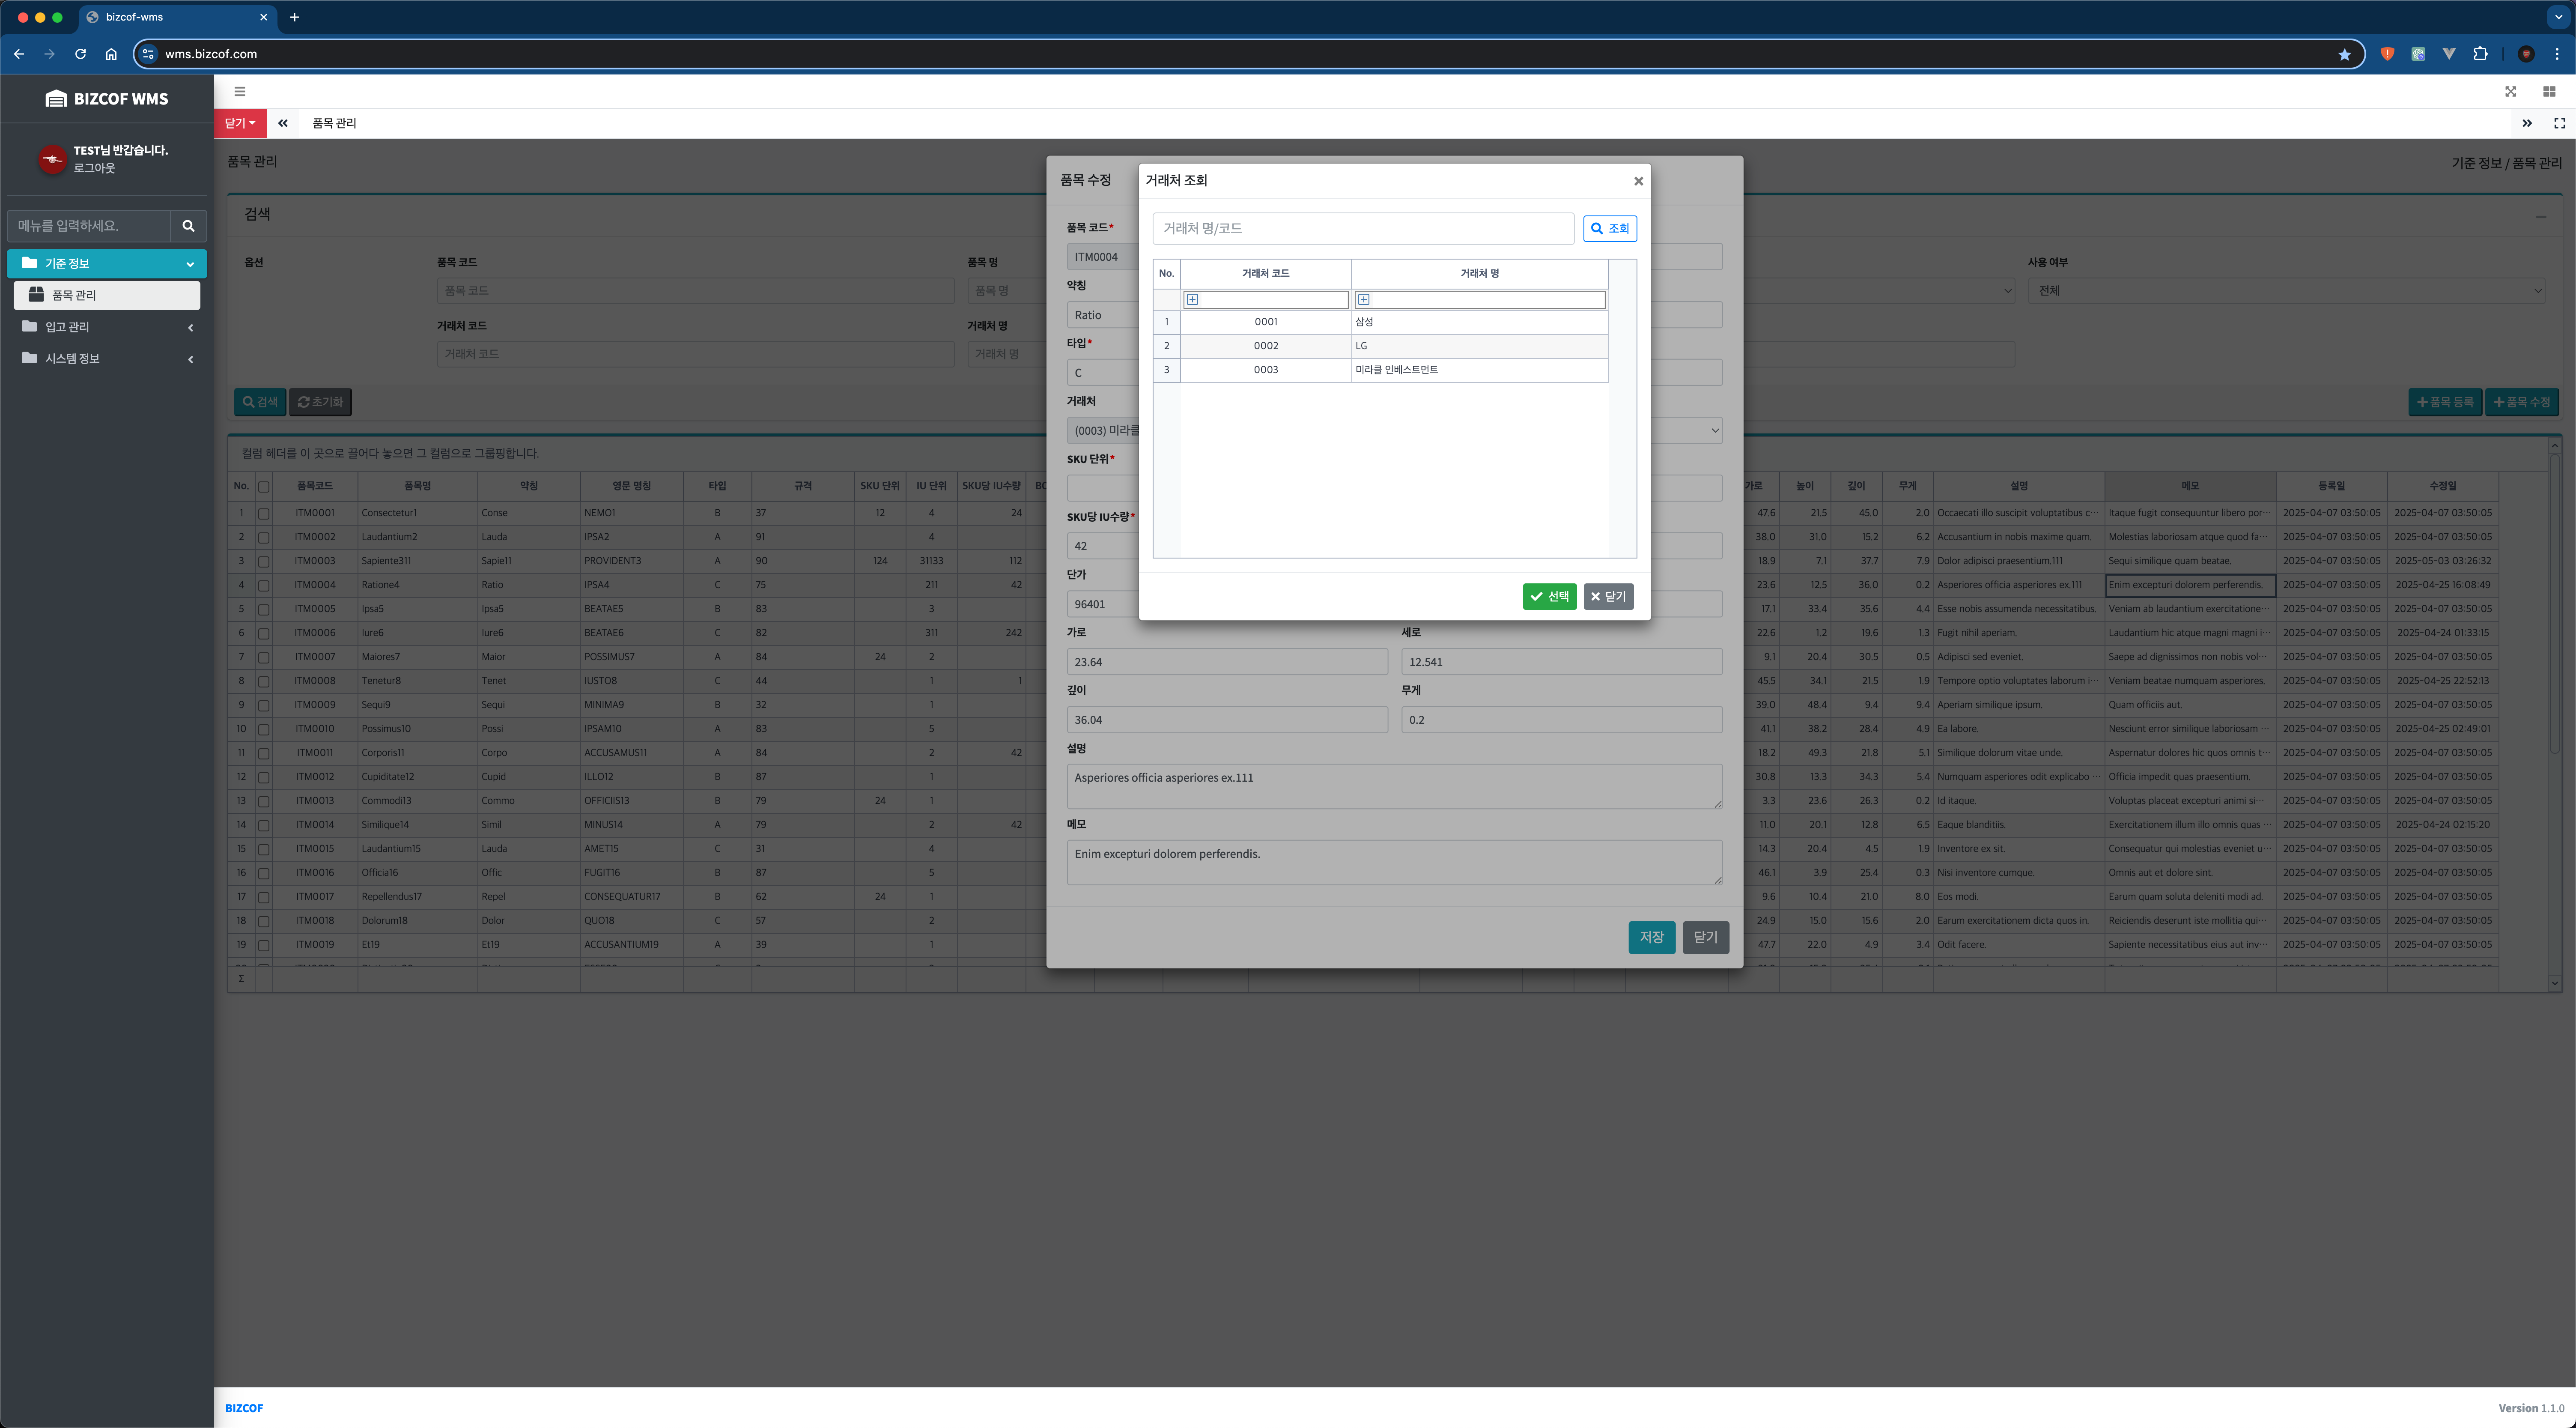 bizcof-wms
wms.bizcof.com
BIZCOF WMS
TEST님 반갑습니다.
로그아웃
메뉴를 입력하세요.
기준 정보
품목 관리
입고 관리
시스템 정보
닫기
품목 관리
품목 관리
기준 정보 / 품목 관리
검색
옵션
품목 코드
품목 명
사용 여부
품목 코드
품목 명
전체
거래처 코드
거래처 명
거래처 코드
거래처 명
검색
초기화
품목 등록
품목 수정
컬럼 헤더를 이 곳으로 끌어다 놓으면 그 컬럼으로 그룹핑합니다.
No. 품목코드 품목명 약칭 영문 명칭 타입 규격 SKU 단위 IU 단위 SKU당 IU수량 가로 높이 깊이 무게 설명 메모 등록일 수정일
1 ITM0001 Consectetur1 Conse NEMO1 B 37 12 4 24 47.6 21.5 45.0 2.0 Occaecati illo suscipit voluptatibus c… Itaque fugit consequuntur libero por… 2025-04-07 03:50:05 2025-04-07 03:50:05
2 ITM0002 Laudantium2 Lauda IPSA2 A 91 4 38.0 31.0 15.2 6.2 Accusantium in nobis maxime quam. Molestias laboriosam atque quod fa… 2025-04-07 03:50:05 2025-04-07 03:50:05
3 ITM0003 Sapiente311 Sapie11 PROVIDENT3 A 90 124 31133 112 18.9 7.1 37.7 7.9 Dolor adipisci praesentium.111 Sequi similique quam beatae. 2025-04-07 03:50:05 2025-05-03 03:26:32
4 ITM0004 Ratione4 Ratio IPSA4 C 75 211 42 23.6 12.5 36.0 0.2 Asperiores officia asperiores ex.111 Enim excepturi dolorem perferendis. 2025-04-07 03:50:05 2025-04-25 16:08:49
5 ITM0005 Ipsa5 Ipsa5 BEATAE5 B 83 3 17.1 33.4 35.6 4.4 Esse nobis assumenda necessitatibus. Veniam ab laudantium exercitatione… 2025-04-07 03:50:05 2025-04-07 03:50:05
6 ITM0006 Iure6 Iure6 BEATAE6 C 82 311 242 22.6 1.2 19.6 1.3 Fugit nihil aperiam. Laudantium hic atque magni magni i… 2025-04-07 03:50:05 2025-04-24 01:33:15
7 ITM0007 Maiores7 Maior POSSIMUS7 A 84 24 2 9.1 20.4 30.5 0.5 Adipisci sed eveniet. Saepe ad dignissimos non nobis vol… 2025-04-07 03:50:05 2025-04-07 03:50:05
8 ITM0008 Tenetur8 Tenet IUSTO8 C 44 1 1 45.5 34.1 21.5 1.9 Tempore optio voluptates laborum i… Veniam beatae numquam asperiores. 2025-04-07 03:50:05 2025-04-25 22:52:13
9 ITM0009 Sequi9 Sequi MINIMA9 B 32 1 39.0 48.4 9.4 9.4 Aperiam similique ipsum. Quam officiis aut. 2025-04-07 03:50:05 2025-04-07 03:50:05
10 ITM0010 Possimus10 Possi IPSAM10 A 83 5 41.1 38.2 28.4 4.9 Ea labore. Nesciunt error similique laboriosam … 2025-04-07 03:50:05 2025-04-25 02:49:01
11 ITM0011 Corporis11 Corpo ACCUSAMUS11 A 84 2 42 18.2 49.3 21.8 5.1 Similique dolorum vitae unde. Aspernatur dolores hic quos omnis t… 2025-04-07 03:50:05 2025-04-07 03:50:05
12 ITM0012 Cupiditate12 Cupid ILLO12 B 87 1 30.8 13.3 34.3 5.4 Numquam asperiores odit explicabo … Officia impedit quas praesentium. 2025-04-07 03:50:05 2025-04-07 03:50:05
13 ITM0013 Commodi13 Commo OFFICIIS13 B 79 24 1 3.3 23.6 26.3 0.2 Id itaque. Voluptas placeat excepturi animi si… 2025-04-07 03:50:05 2025-04-07 03:50:05
14 ITM0014 Similique14 Simil MINUS14 A 79 2 42 11.0 20.1 12.8 6.5 Eaque blanditiis. Exercitationem illum illo omnis quas … 2025-04-07 03:50:05 2025-04-24 02:15:20
15 ITM0015 Laudantium15 Lauda AMET15 C 31 4 14.3 20.4 4.5 1.9 Inventore ex sit. Consequatur qui molestias eveniet u… 2025-04-07 03:50:05 2025-04-07 03:50:05
16 ITM0016 Officia16 Offic FUGIT16 B 87 5 46.1 3.9 25.4 0.3 Nisi inventore cumque. Omnis aut et dolore sint. 2025-04-07 03:50:05 2025-04-07 03:50:05
17 ITM0017 Repellendus17 Repel CONSEQUATUR17 B 62 24 1 9.6 10.4 21.0 8.0 Eos modi. Earum quam soluta deleniti modi ad. 2025-04-07 03:50:05 2025-04-07 03:50:05
18 ITM0018 Dolorum18 Dolor QUO18 C 57 2 24.9 15.0 15.6 2.0 Earum exercitationem dicta quos in. Reiciendis deserunt iste mollitia qui… 2025-04-07 03:50:05 2025-04-07 03:50:05
19 ITM0019 Et19 Et19 ACCUSANTIUM19 A 39 1 47.7 22.0 4.9 3.4 Odit facere. Sapiente necessitatibus eius aut inv… 2025-04-07 03:50:05 2025-04-07 03:50:05
Σ
품목 수정
품목 코드*
ITM0004
약칭
Ratio
타입*
C
거래처
(0003) 미라클
SKU 단위*
SKU당 IU수량*
42
단가
96401
가로
세로
23.64
12.541
깊이
무게
36.04
0.2
설명
Asperiores officia asperiores ex.111
메모
Enim excepturi dolorem perferendis.
저장
닫기
거래처 조회
거래처 명/코드
조회
No. 거래처 코드 거래처 명
1 0001 삼성
2 0002 LG
3 0003 미라클 인베스트먼트
선택
닫기
BIZCOF
Version 1.1.0